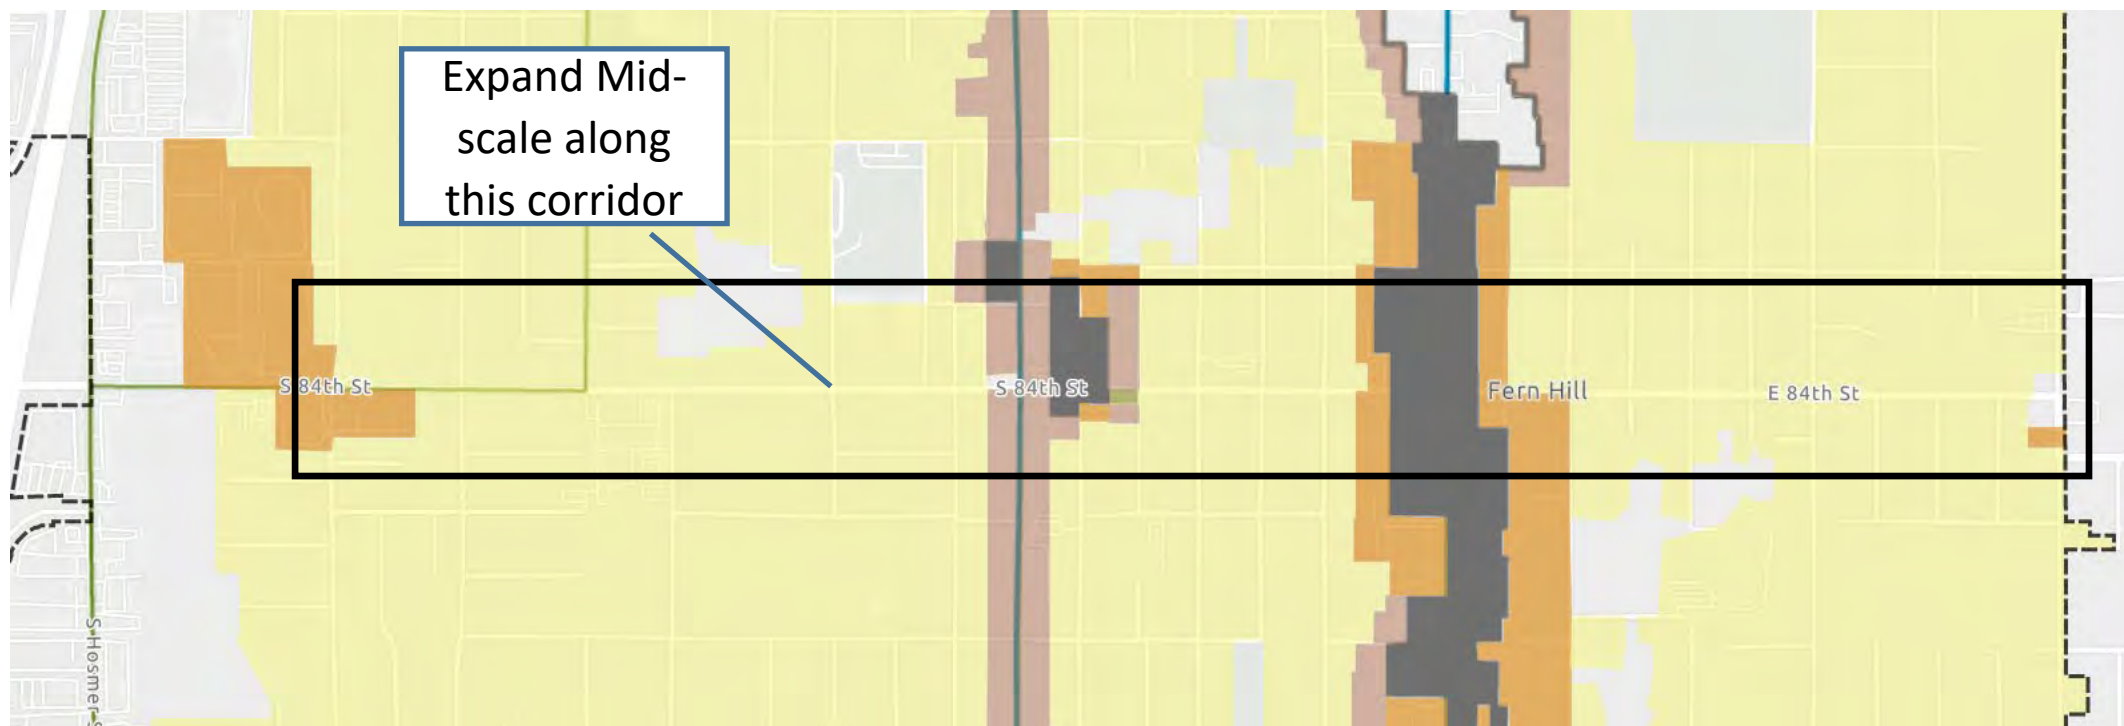 Expand Mid-
scale along
this corridor
S 84th St
S 84th St
Fern Hill
E 84th St
S Hosmer S